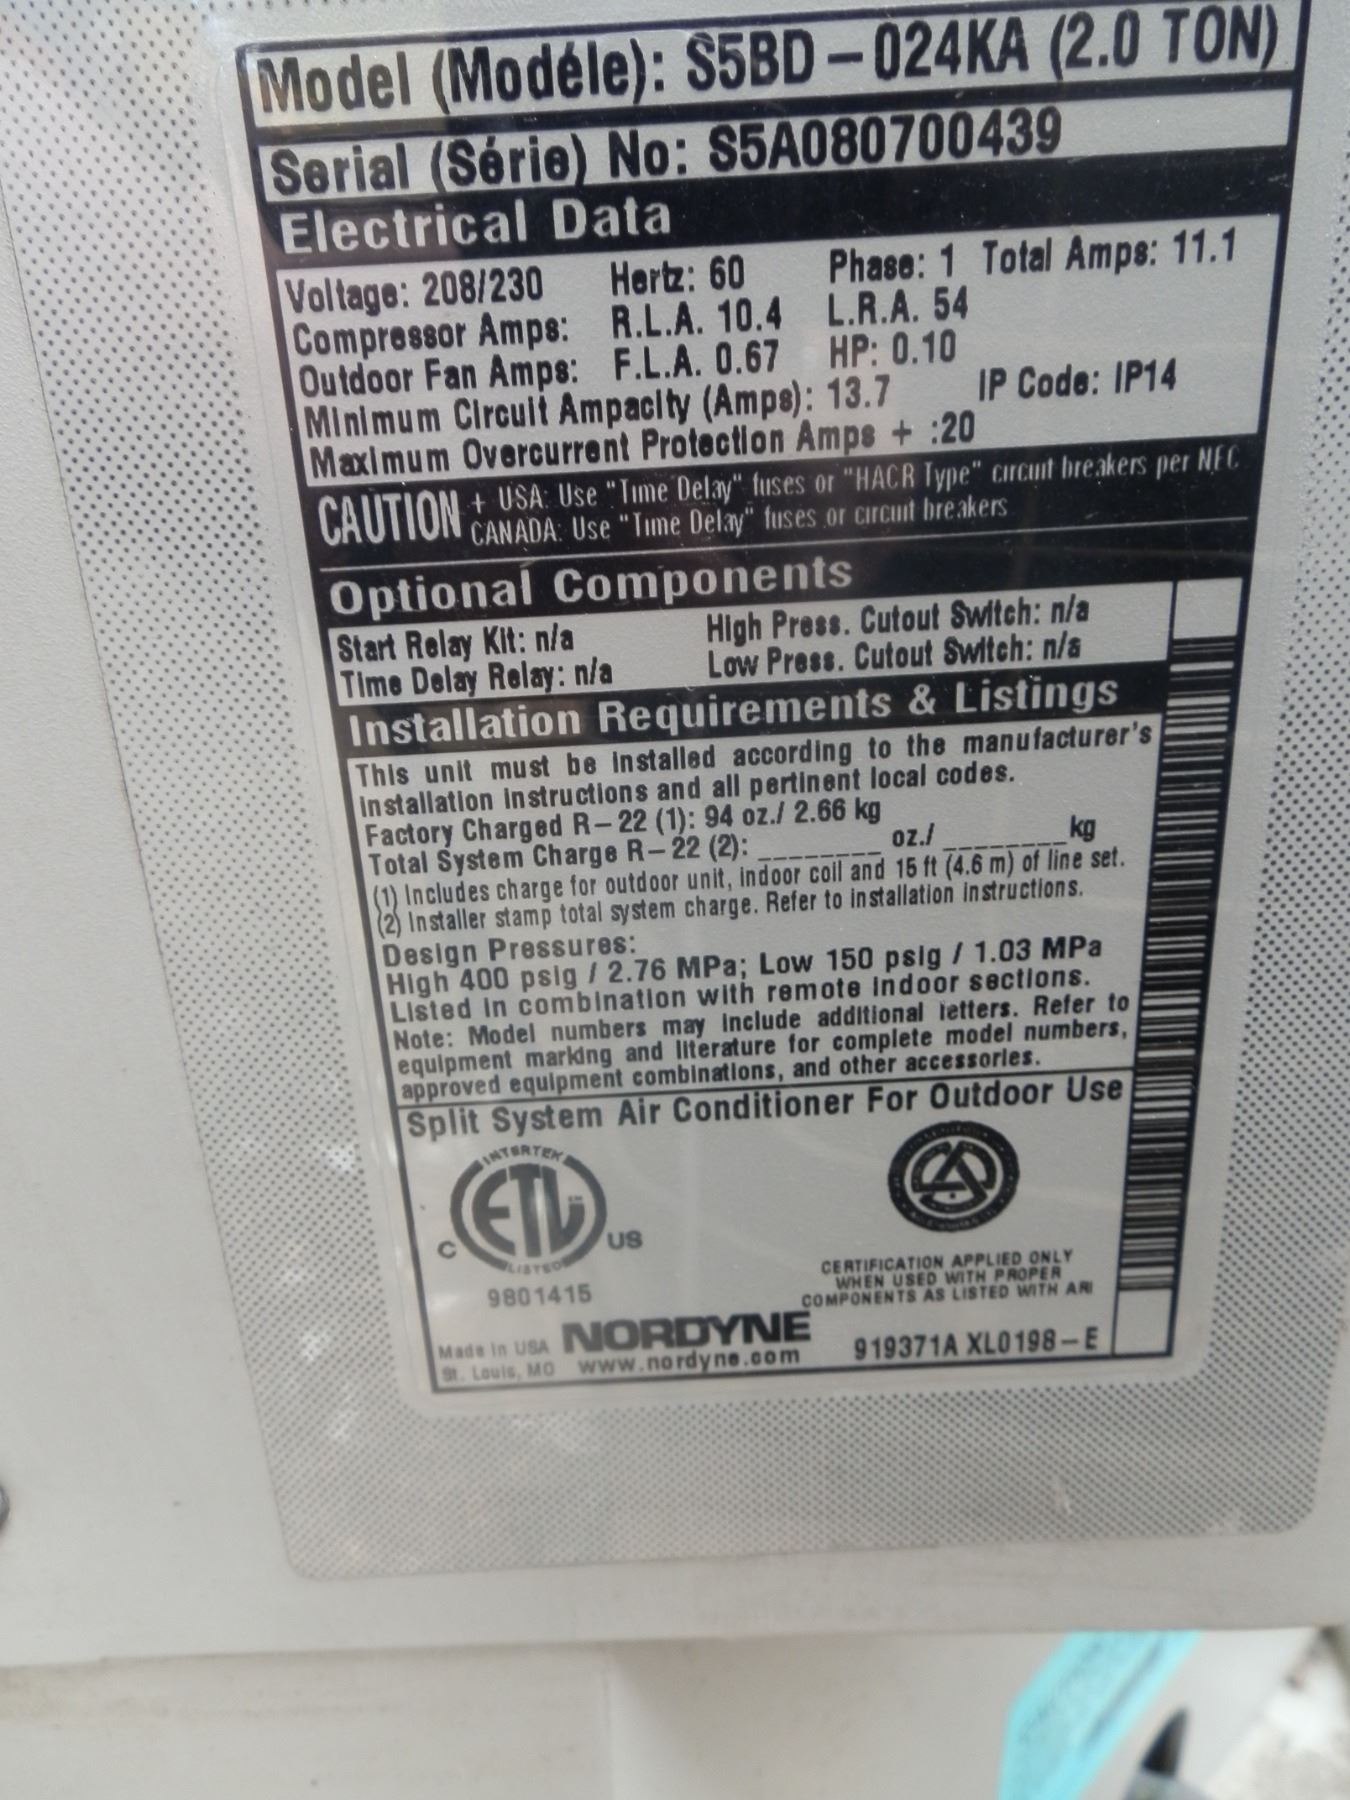 Model (Modéle): S5BD-024KA (2.0 TON)
Serial (Série) No: S5A080700439
Electrical Data
Voltage: 208/230 Hertz: 60 Phase: 1 Total Amps: 11.1
Compressor Amps: R.L.A. 10.4 L.R.A. 54
Outdoor Fan Amps: F.L.A. 0.67 HP: 0.10
Minimum Circuit Ampacity (Amps): 13.7 IP Code: IP14
Maximum Overcurrent Protection Amps + :20
CAUTION + USA: Use "Time Delay" fuses or "HACR Type" circuit breakers per NEC
CANADA: Use "Time Delay" fuses or circuit breakers
Optional Components
Start Relay Kit: n/a High Press. Cutout Switch: n/a
Time Delay Relay: n/a Low Press. Cutout Switch: n/a
Installation Requirements & Listings
This unit must be installed according to the manufacturer's
installation instructions and all pertinent local codes.
Factory Charged R-22 (1): 94 oz./ 2.66 kg
Total System Charge R-22 (2): ________ oz./ ________ kg
(1) Includes charge for outdoor unit, indoor coil and 15 ft (4.6 m) of line set.
(2) Installer stamp total system charge. Refer to installation instructions.
Design Pressures:
High 400 psig / 2.76 MPa; Low 150 psig / 1.03 MPa
Listed in combination with remote indoor sections.
Note: Model numbers may include additional letters. Refer to
equipment marking and literature for complete model numbers,
approved equipment combinations, and other accessories.
Split System Air Conditioner For Outdoor Use
INTERTEK
ETL
C US
LISTED
9801415
CERTIFICATION APPLIED ONLY
WHEN USED WITH PROPER
COMPONENTS AS LISTED WITH ARI
Made in USA NORDYNE
St. Louis, MO www.nordyne.com 919371A XL0198-E